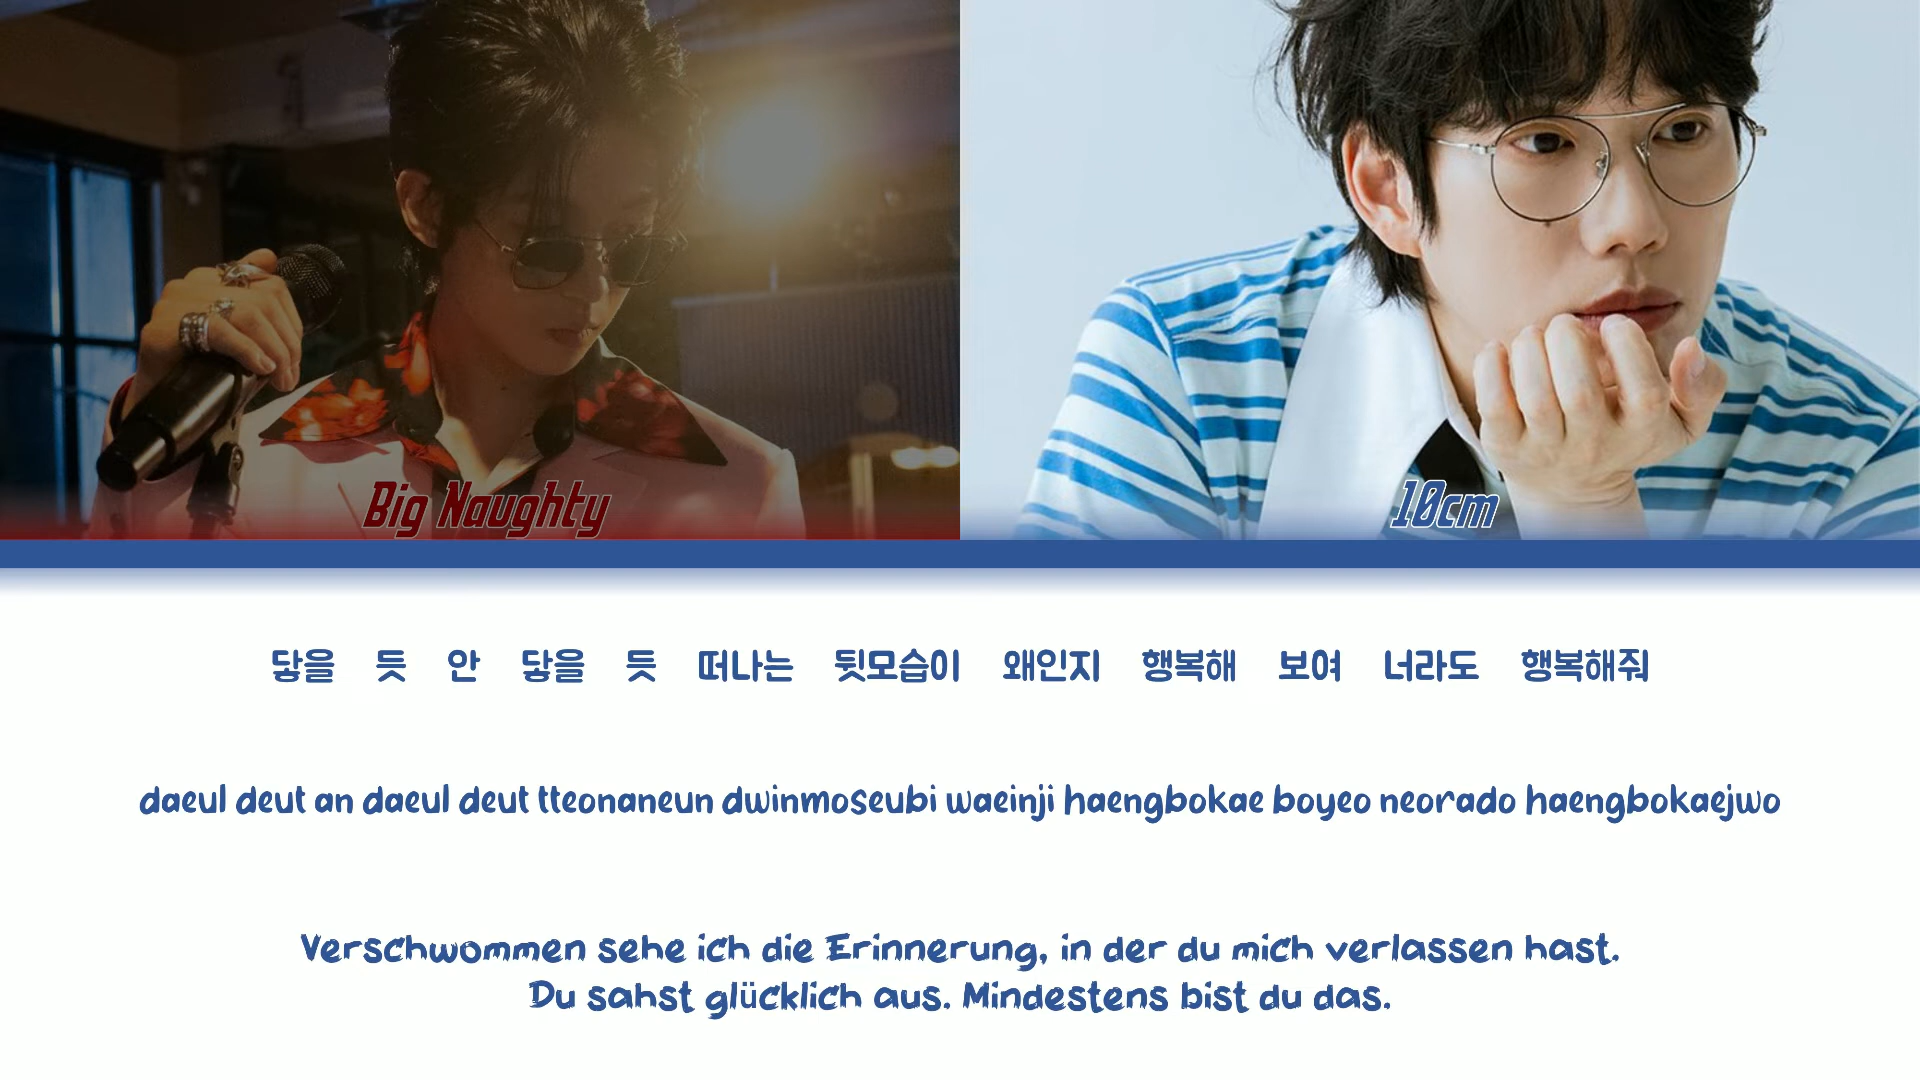 Big Naughty
10cm
닿을 듯 안 닿을 듯 떠나는 뒷모습이 왜인지 행복해 보여 너라도 행복해줘
daeul deut an daeul deut tteonaneun dwinmoseubi waeinji haengbokae boyeo neorado haengbokaejwo
Verschwommen sehe ich die Erinnerung, in der du mich verlassen hast.
Du sahst glücklich aus. Mindestens bist du das.